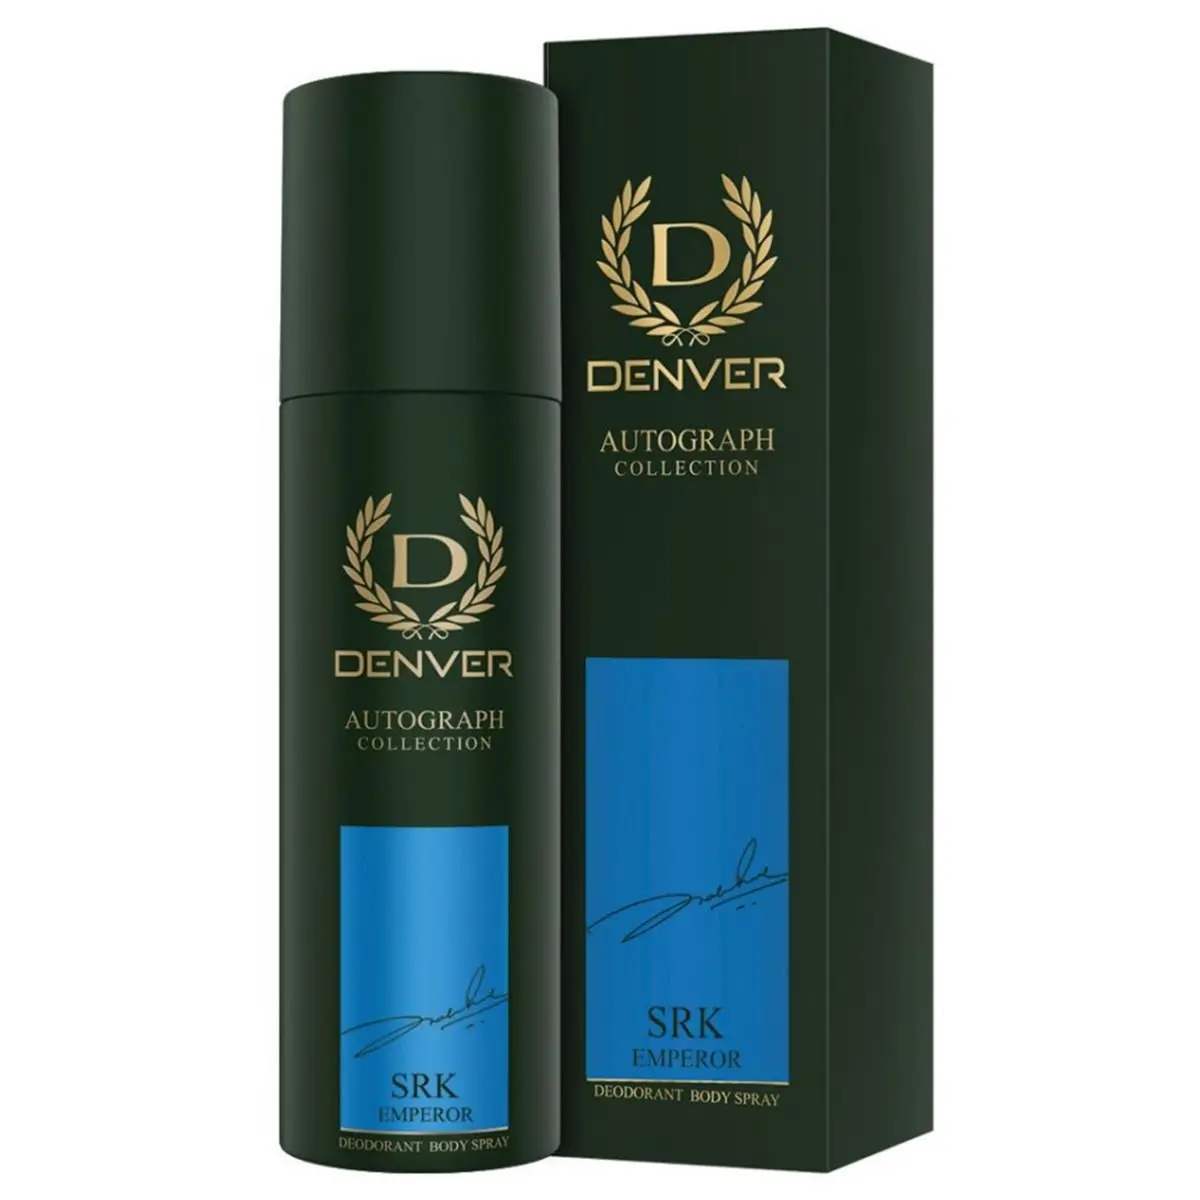 D
DENVER
AUTOGRAPH
COLLECTION
SRK
EMPEROR
DEODORANT BODY SPRAY
D
DENVER
AUTOGRAPH
COLLECTION
SRK
EMPEROR
DEODORANT BODY SPRAY